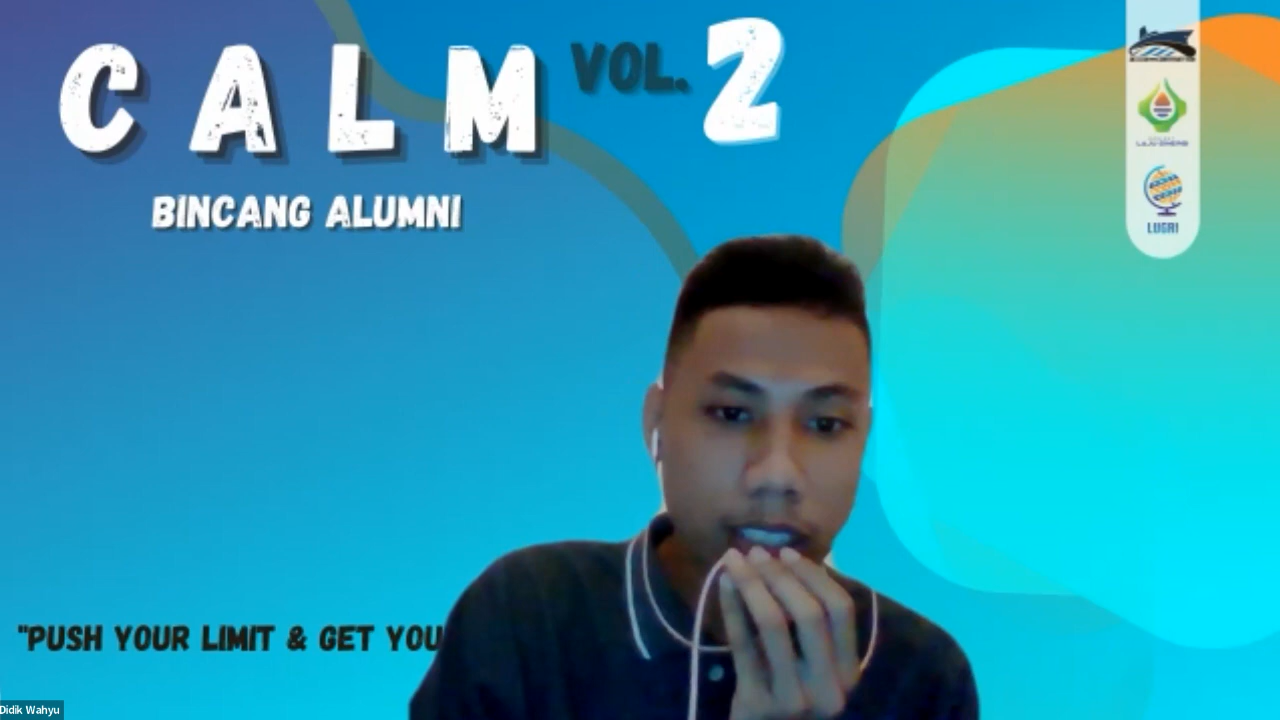 CALM VOL. 2
BINCANG ALUMNI
LUGRI
"PUSH YOUR LIMIT & GET YOU
Didik Wahyu